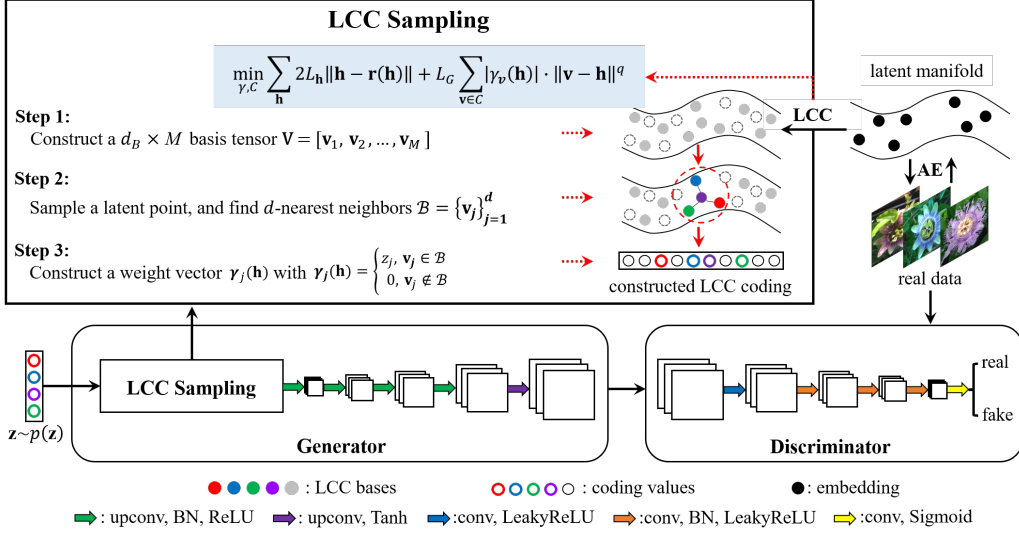 LCC Sampling
min γ,C ∑ h 2L_h‖h − r(h)‖ + L_G ∑ v∈C |γ_v(h)| · ‖v − h‖^q
latent manifold
Step 1:
Construct a d_B × M basis tensor V = [v_1, v_2, ..., v_M ]
LCC
AE
Step 2:
Sample a latent point, and find d-nearest neighbors ℬ = {v_j}_{j=1}^d
Step 3:
Construct a weight vector γ_j(h) with γ_j(h) = { z_j, v_j ∈ ℬ
0, v_j ∉ ℬ
constructed LCC coding
real data
LCC Sampling
z~p(z)
Generator
real
fake
Discriminator
: LCC bases
: coding values
: embedding
: upconv, BN, ReLU
: upconv, Tanh
:conv, LeakyReLU
:conv, BN, LeakyReLU
:conv, Sigmoid